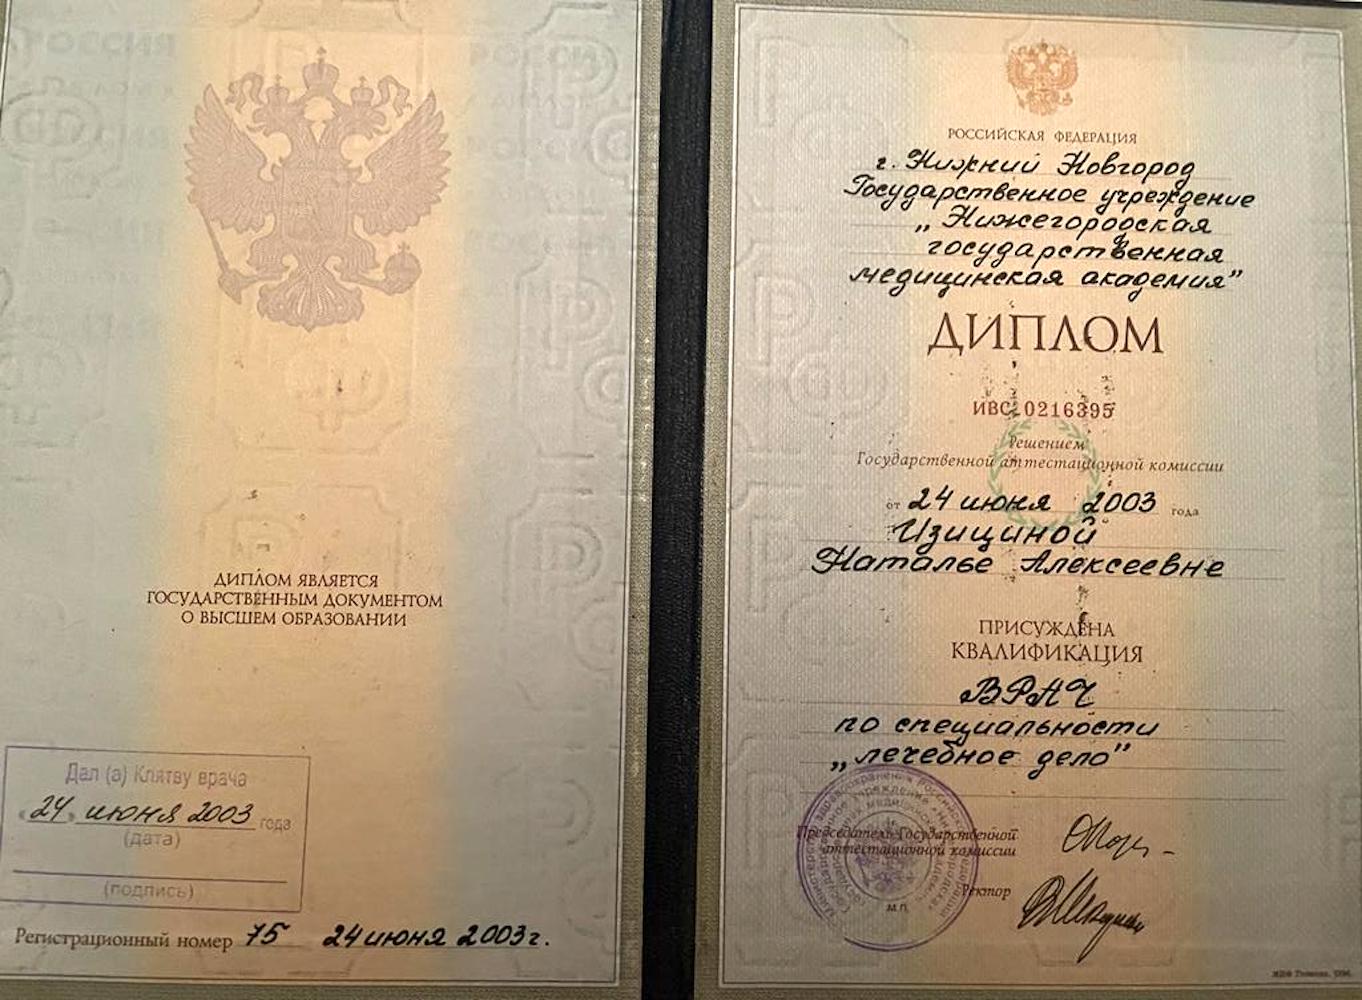 ДИПЛОМ ЯВЛЯЕТСЯ
ГОСУДАРСТВЕННЫМ ДОКУМЕНТОМ
О ВЫСШЕМ ОБРАЗОВАНИИ
Дал (а) Клятву врача
«24» июня 2003 года
(дата)
(подпись)
Регистрационный номер 75 24 июня 2003г.
РОССИЙСКАЯ ФЕДЕРАЦИЯ
г. Нижний Новгород
Государственное учреждение
„Нижегородская
государственная
медицинская академия”
ДИПЛОМ
ИВС 0216395
Решением
Государственной аттестационной комиссии
от 24 июня 2003 года
Изициной
Наталье Алексеевне
ПРИСУЖДЕНА
КВАЛИФИКАЦИЯ
ВРАЧ
по специальности
„лечебное дело”
Председатель Государственной
аттестационной комиссии
Ректор
М.П.